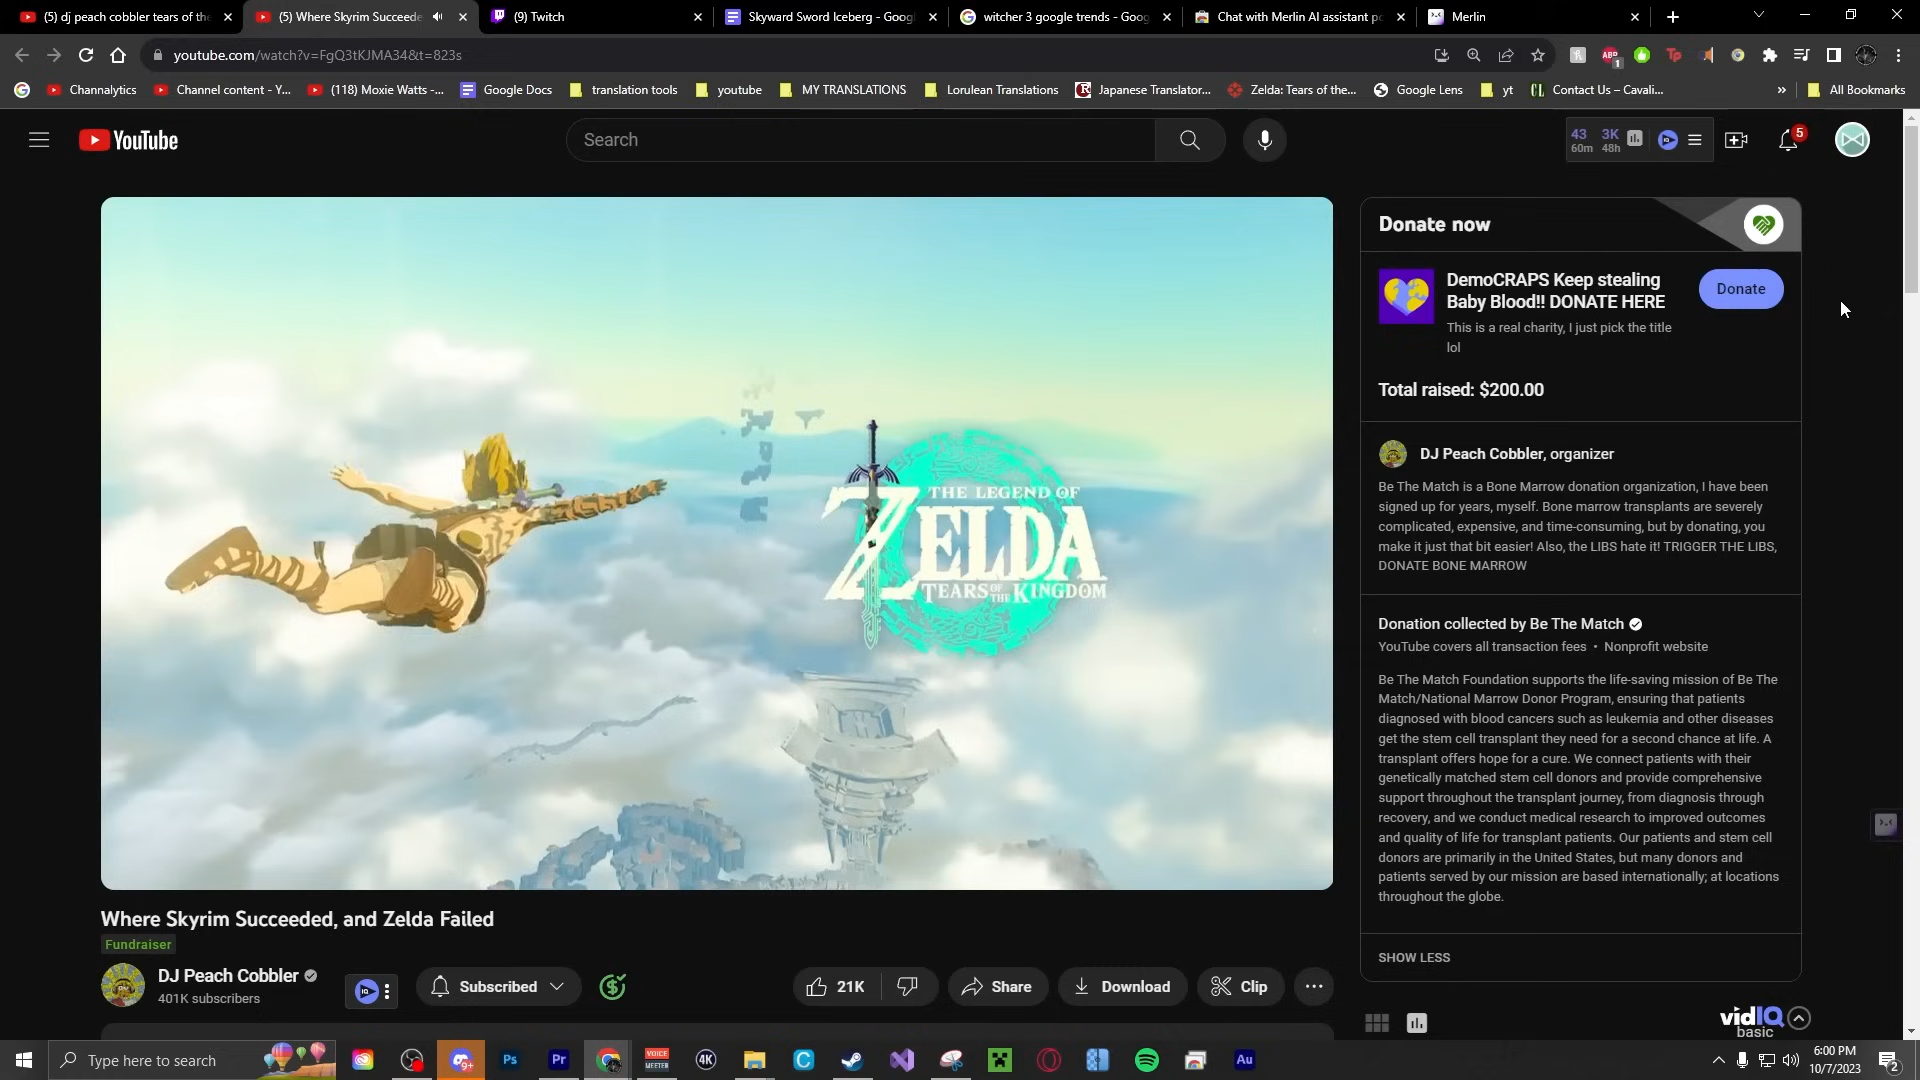 (5) dj peach cobbler tears of the
(5) Where Skyrim Succeede
(9) Twitch
Skyward Sword Iceberg - Googl
witcher 3 google trends - Goog
Chat with Merlin AI assistant po
Merlin
youtube.com/watch?v=FgQ3tKJMA34&t=823s
ABP
1
Tp
Channalytics
Channel content - Y...
(118) Moxie Watts -...
Google Docs
translation tools
youtube
MY TRANSLATIONS
Lorulean Translations
Japanese Translator...
Zelda: Tears of the...
Google Lens
yt
Contact Us – Cavali...
»
All Bookmarks
YouTube
Search
43 3K
60m 48h
5
THE LEGEND OF
ZELDA
TEARS OF THE KINGDOM
Donate now
DemoCRAPS Keep stealing
Baby Blood!! DONATE HERE
Donate
This is a real charity, I just pick the title
lol
Total raised: $200.00
DJ Peach Cobbler, organizer
Be The Match is a Bone Marrow donation organization, I have been
signed up for years, myself. Bone marrow transplants are severely
complicated, expensive, and time-consuming, but by donating, you
make it just that bit easier! Also, the LIBS hate it! TRIGGER THE LIBS,
DONATE BONE MARROW
Donation collected by Be The Match
YouTube covers all transaction fees • Nonprofit website
Be The Match Foundation supports the life-saving mission of Be The
Match/National Marrow Donor Program, ensuring that patients
diagnosed with blood cancers such as leukemia and other diseases
get the stem cell transplant they need for a second chance at life. A
transplant offers hope for a cure. We connect patients with their
genetically matched stem cell donors and provide comprehensive
support throughout the transplant journey, from diagnosis through
recovery, and we conduct medical research to improved outcomes
and quality of life for transplant patients. Our patients and stem cell
donors are primarily in the United States, but many donors and
patients served by our mission are based internationally; at locations
throughout the globe.
SHOW LESS
Where Skyrim Succeeded, and Zelda Failed
Fundraiser
DJ Peach Cobbler
401K subscribers
Subscribed
21K
Share
Download
Clip
vidIQ
basic
Type here to search
9+
Ps
Pr
VOICE
MEETER
4K
Au
6:00 PM
10/7/2023
2